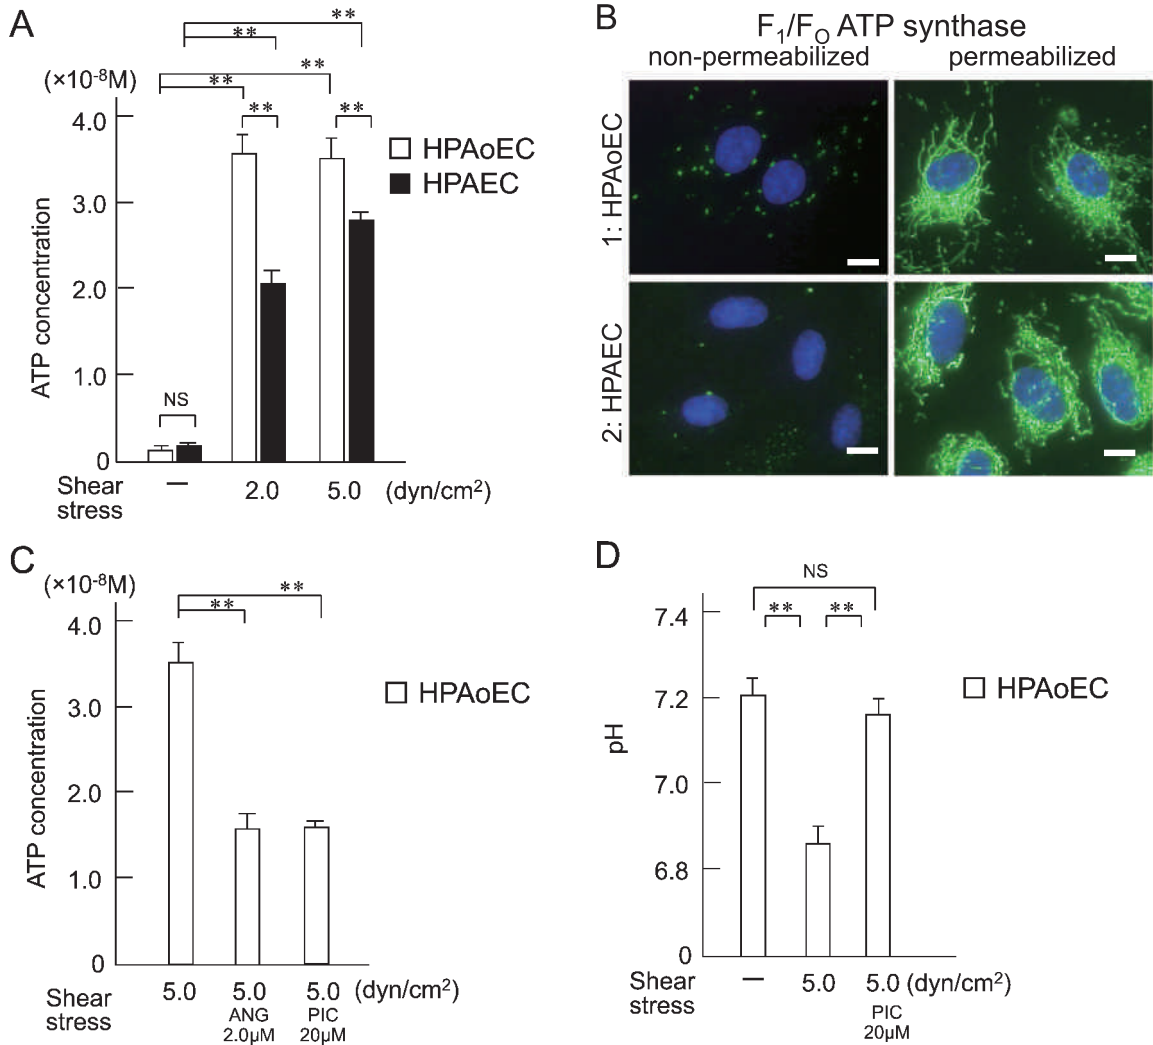 A
(×10-8M)
** ** ** ** ** **
4.0
3.0
2.0
1.0
0
ATP concentration
NS
HPAoEC
HPAEC
Shear
stress
– 2.0 5.0 (dyn/cm2)
B
F1/FO ATP synthase
non-permeabilized permeabilized
1: HPAoEC
2: HPAEC
C
(×10-8M)
** **
4.0
3.0
2.0
1.0
0
ATP concentration
HPAoEC
Shear
stress
5.0 5.0 5.0 (dyn/cm2)
ANG PIC
2.0μM 20μM
D
NS
** **
7.4
7.2
7.0
6.8
0
pH
HPAoEC
Shear
stress
– 5.0 5.0 (dyn/cm2)
PIC
20μM